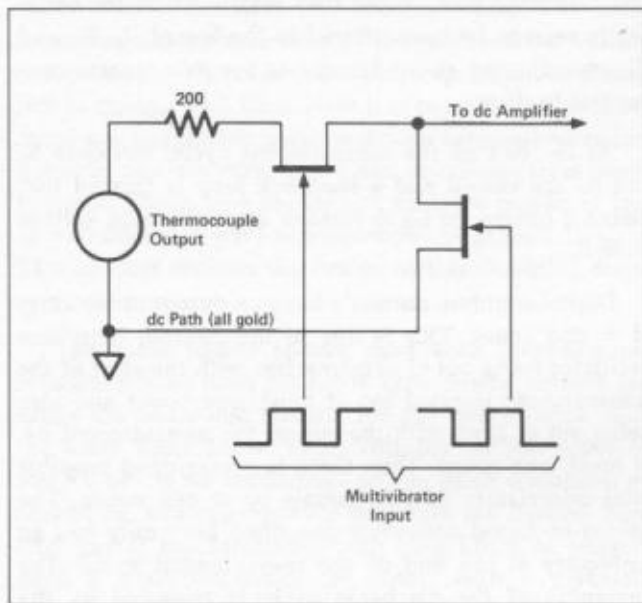 200
To dc Amplifier
Thermocouple
Output
dc Path (all gold)
Multivibrator
Input